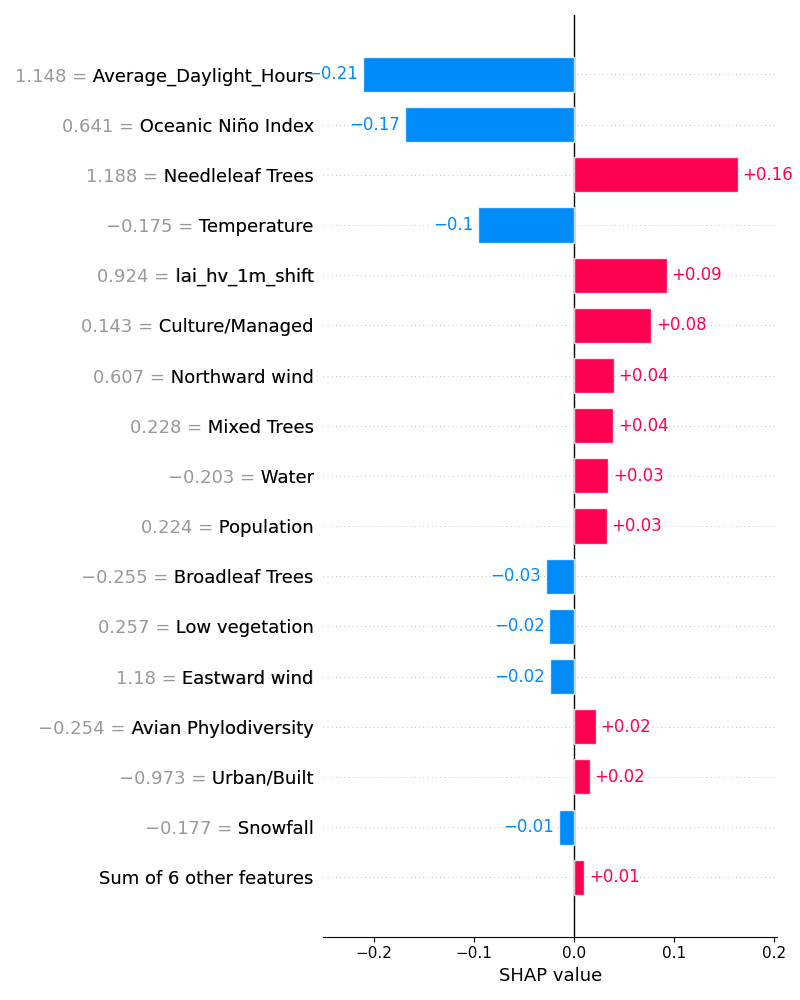 1.148 = Average_Daylight_Hours −0.21
0.641 = Oceanic Niño Index −0.17
1.188 = Needleleaf Trees +0.16
−0.175 = Temperature −0.1
0.924 = lai_hv_1m_shift +0.09
0.143 = Culture/Managed +0.08
0.607 = Northward wind +0.04
0.228 = Mixed Trees +0.04
−0.203 = Water +0.03
0.224 = Population +0.03
−0.255 = Broadleaf Trees −0.03
0.257 = Low vegetation −0.02
1.18 = Eastward wind −0.02
−0.254 = Avian Phylodiversity +0.02
−0.973 = Urban/Built +0.02
−0.177 = Snowfall −0.01
Sum of 6 other features +0.01
−0.2 −0.1 0.0 0.1 0.2
SHAP value